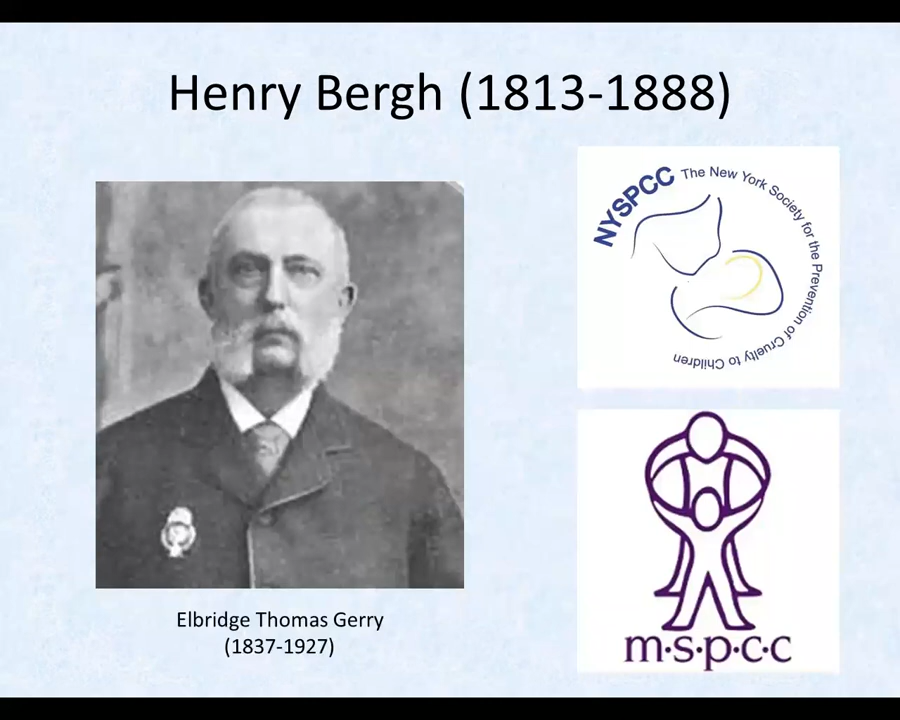 Henry Bergh (1813-1888)
NYSPCC The New York Society for the Prevention of Cruelty to Children
Elbridge Thomas Gerry
(1837-1927)
m·s·p·c·c